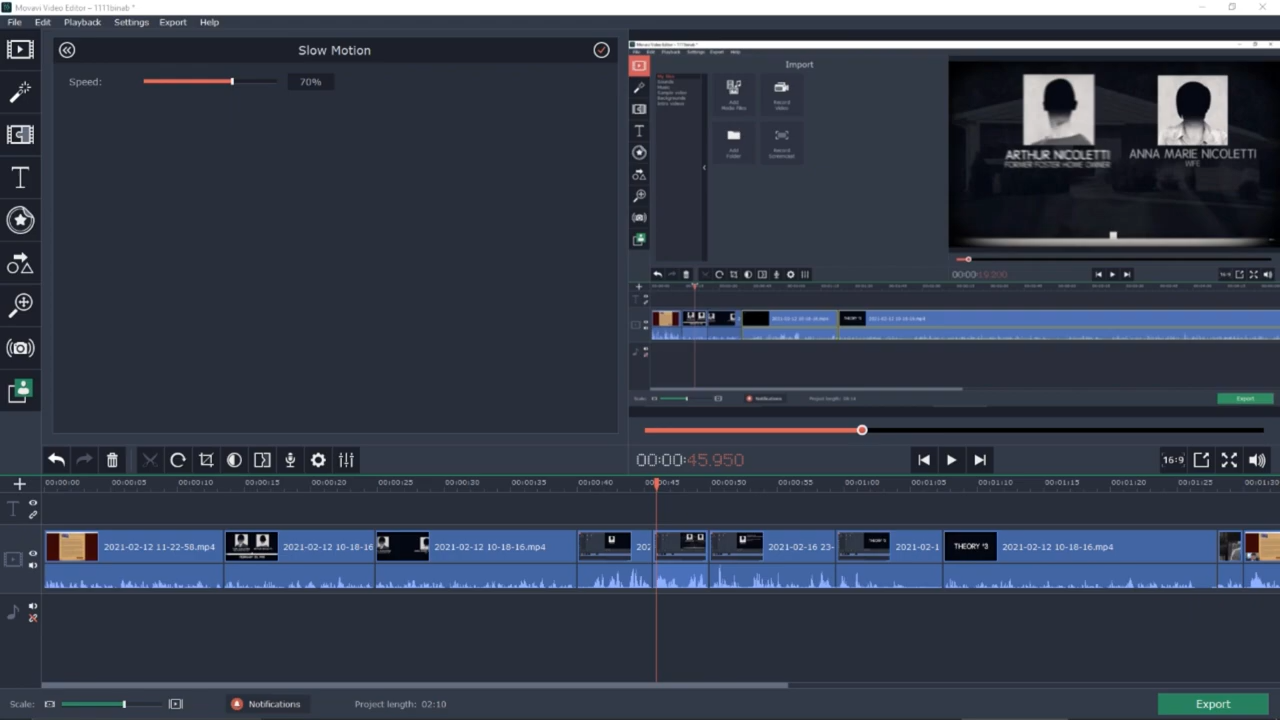 Movavi Video Editor – 1111binab *
File Edit Playback Settings Export Help
Slow Motion
Speed: 70%
Import
Add Media Files
Record Video
Add Folder
Record Screencast
ARTHUR NICOLETTI
FORMER FOSTER HOME OWNER
ANNA MARIE NICOLETTI
WIFE
00:00:19.200
THEORY #3
Notifications
Export
00:00:45.950
16:9
00:00:00 00:00:05 00:00:10 00:00:15 00:00:20 00:00:25 00:00:30 00:00:35 00:00:40 00:00:45 00:00:50 00:00:55 00:01:00 00:01:05 00:01:10 00:01:15 00:01:20 00:01:25 00:01:30
2021-02-12 11-22-58.mp4 2021-02-12 10-18-16 2021-02-12 10-18-16.mp4 202 2021-02-16 23- 2021-02-1 THEORY #3 2021-02-12 10-18-16.mp4
Scale: Notifications Project length: 02:10 Export